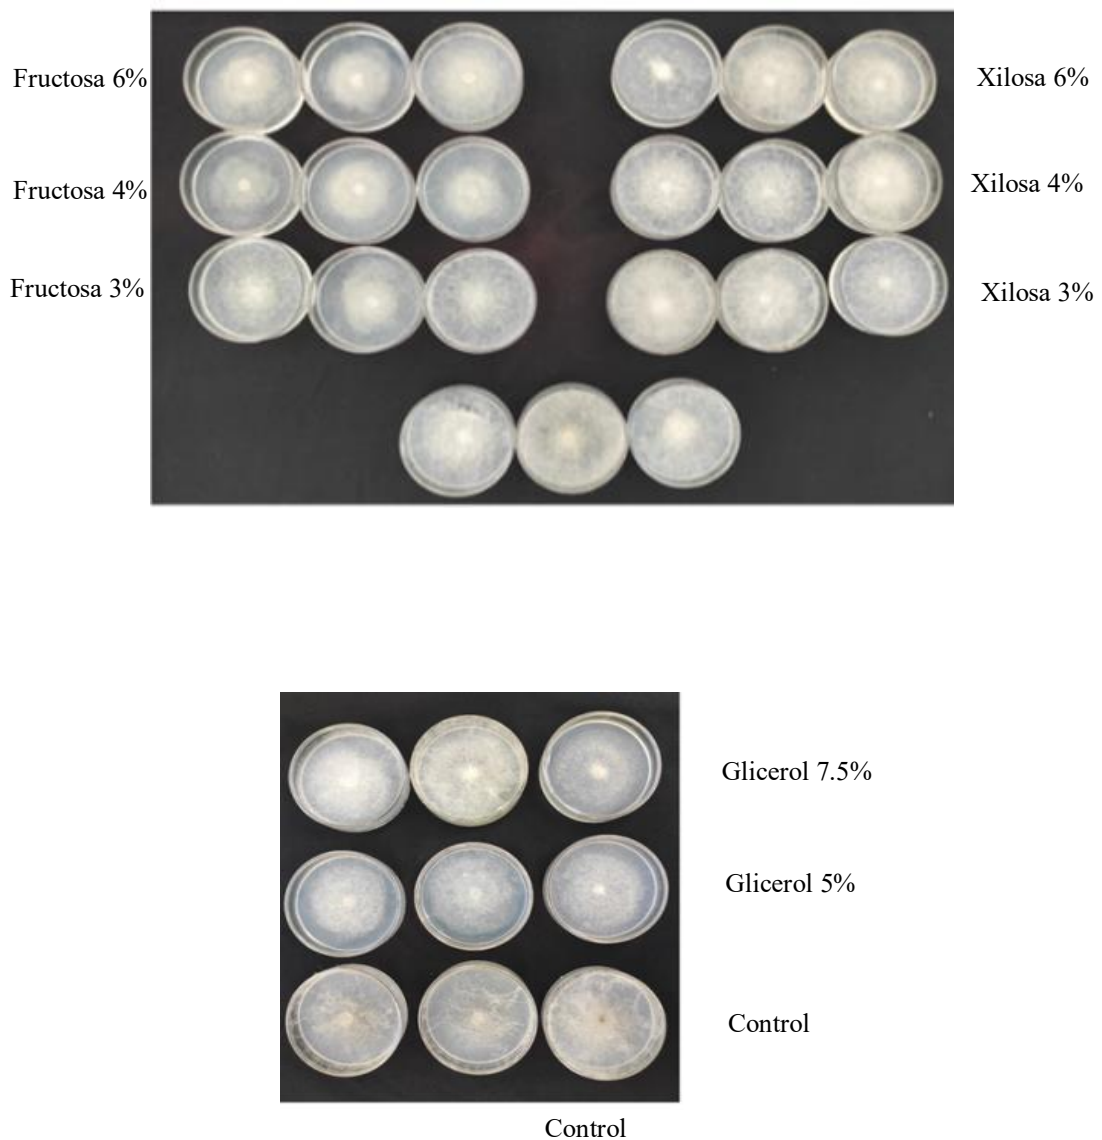 Fructosa 6%
Xilosa 6%
Fructosa 4%
Xilosa 4%
Fructosa 3%
Xilosa 3%
Glicerol 7.5%
Glicerol 5%
Control
Control